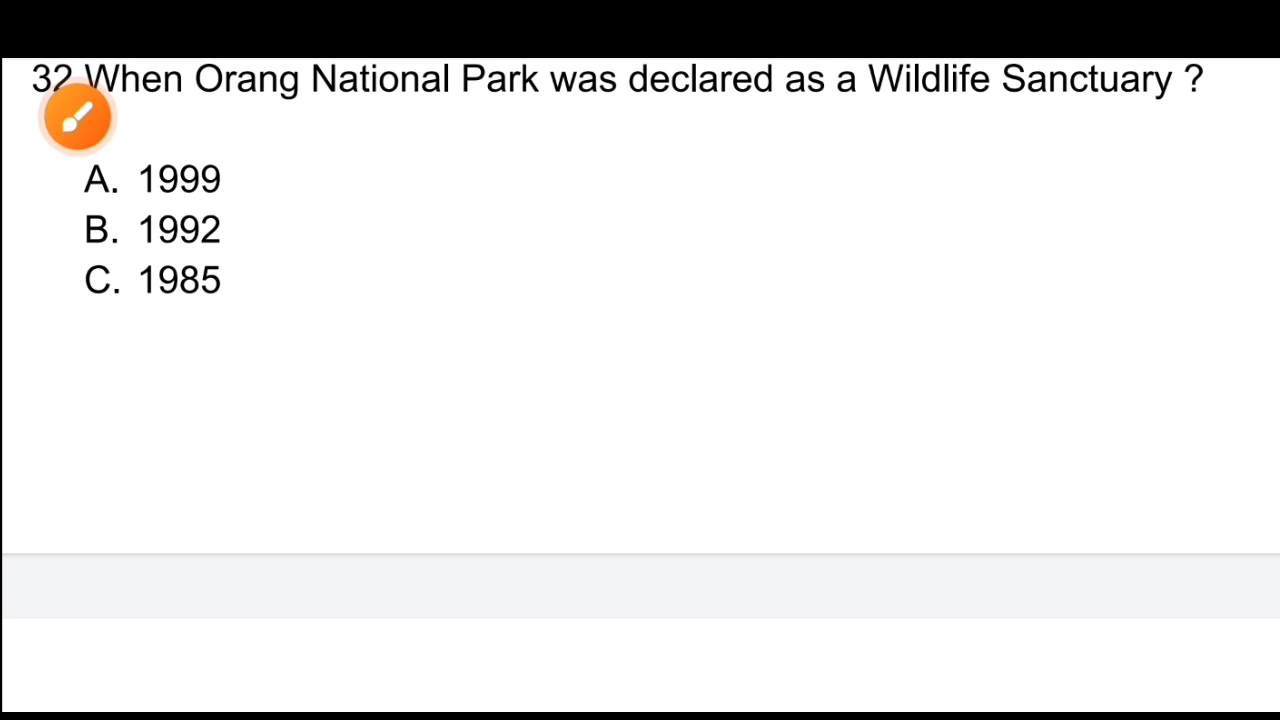 32 When Orang National Park was declared as a Wildlife Sanctuary ?
A. 1999
B. 1992
C. 1985